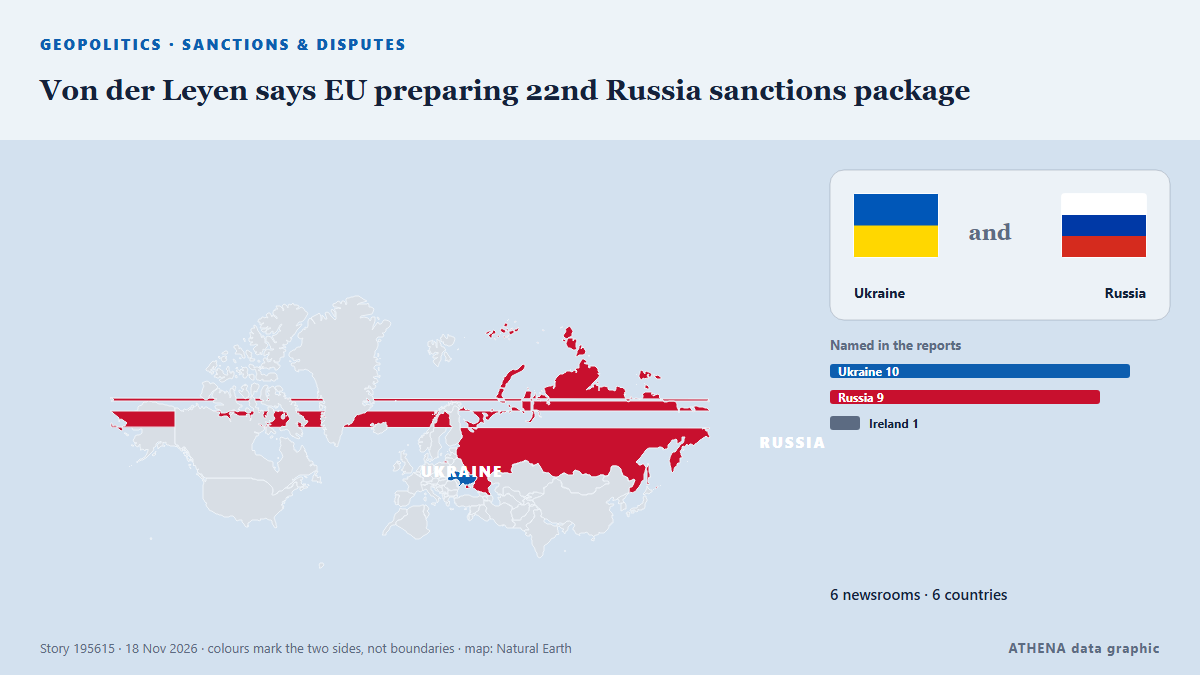 GEOPOLITICS · SANCTIONS & DISPUTES
Von der Leyen says EU preparing 22nd Russia sanctions package
and
Ukraine
Russia
Named in the reports
Ukraine 10
Russia 9
Ireland 1
RUSSIA
UKRAINE
6 newsrooms · 6 countries
Story 195615 · 18 Nov 2026 · colours mark the two sides, not boundaries · map: Natural Earth
ATHENA data graphic